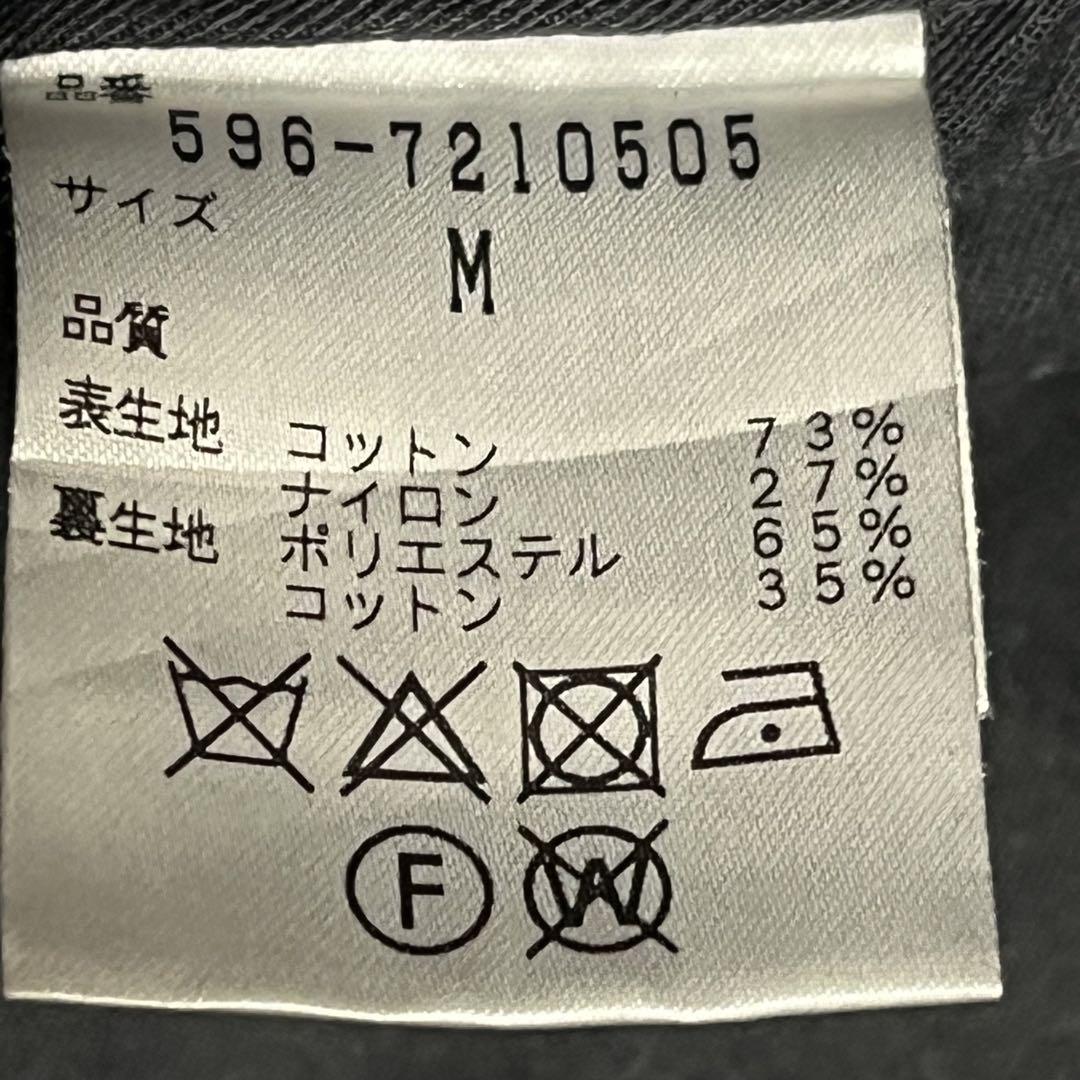 品番
596-7210505
サイズ
M
品質
表生地 コットン 73%
ナイロン 27%
裏生地 ポリエステル 65%
コットン 35%
F W